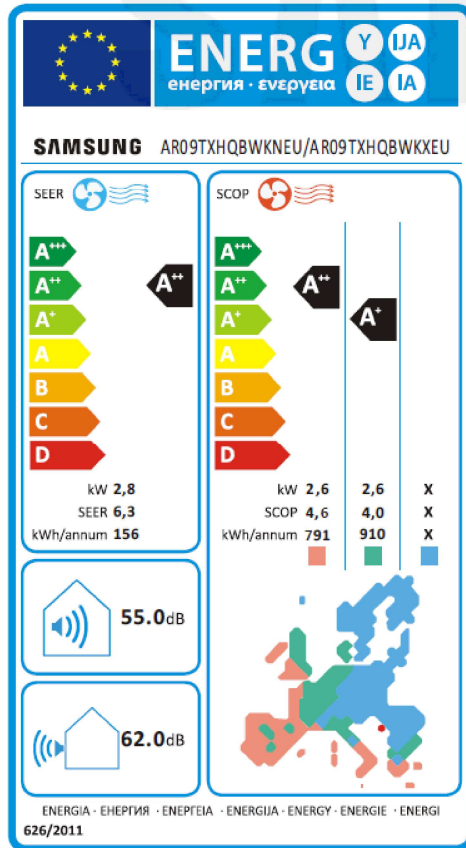 ENERG Y IJA
енергия · ενεργεια IE IA
SAMSUNG AR09TXHQBWKNEU/AR09TXHQBWKXEU
SEER
A+++
A++
A+
A
B
C
D
A++
kW 2,8
SEER 6,3
kWh/annum 156
SCOP
A+++
A++
A+
A
B
C
D
A++
A+
kW 2,6 2,6 X
SCOP 4,6 4,0 X
kWh/annum 791 910 X
55.0dB
62.0dB
ENERGIA · ЕНЕРГИЯ · ΕΝΕΡΓΕΙΑ · ENERGIJA · ENERGY · ENERGIE · ENERGI
626/2011